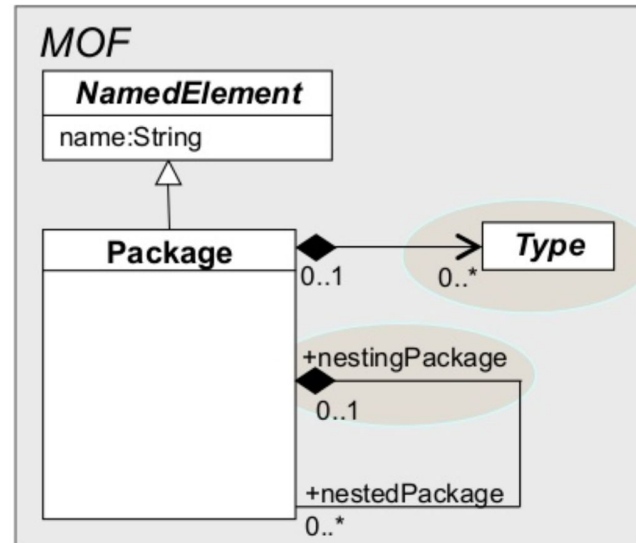 MOF
NamedElement
name:String
Package
Type
0..1
0..*
+nestingPackage
0..1
+nestedPackage
0..*